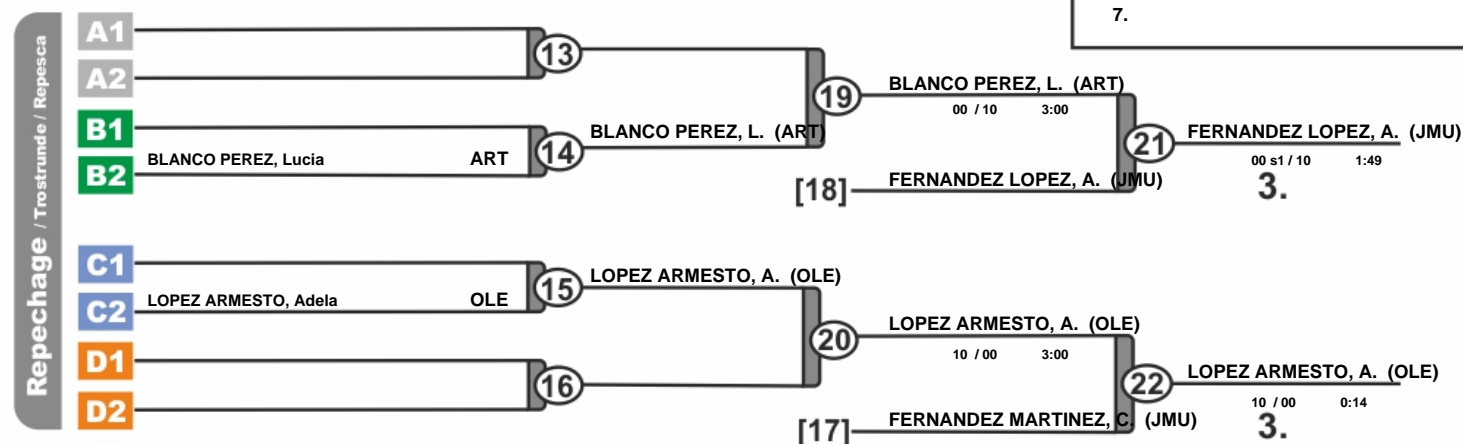 7.
Repechage / Trostrunde / Repesca
A1
A2
13
B1
B2
BLANCO PEREZ, Lucia ART
14
BLANCO PEREZ, L. (ART)
19
BLANCO PEREZ, L. (ART)
00 / 10 3:00
[18]
FERNANDEZ LOPEZ, A. (JMU)
21
FERNANDEZ LOPEZ, A. (JMU)
00 s1 / 10 1:49
3.
C1
C2
LOPEZ ARMESTO, Adela OLE
15
LOPEZ ARMESTO, A. (OLE)
D1
D2
16
20
LOPEZ ARMESTO, A. (OLE)
10 / 00 3:00
[17]
FERNANDEZ MARTINEZ, C. (JMU)
22
LOPEZ ARMESTO, A. (OLE)
10 / 00 0:14
3.